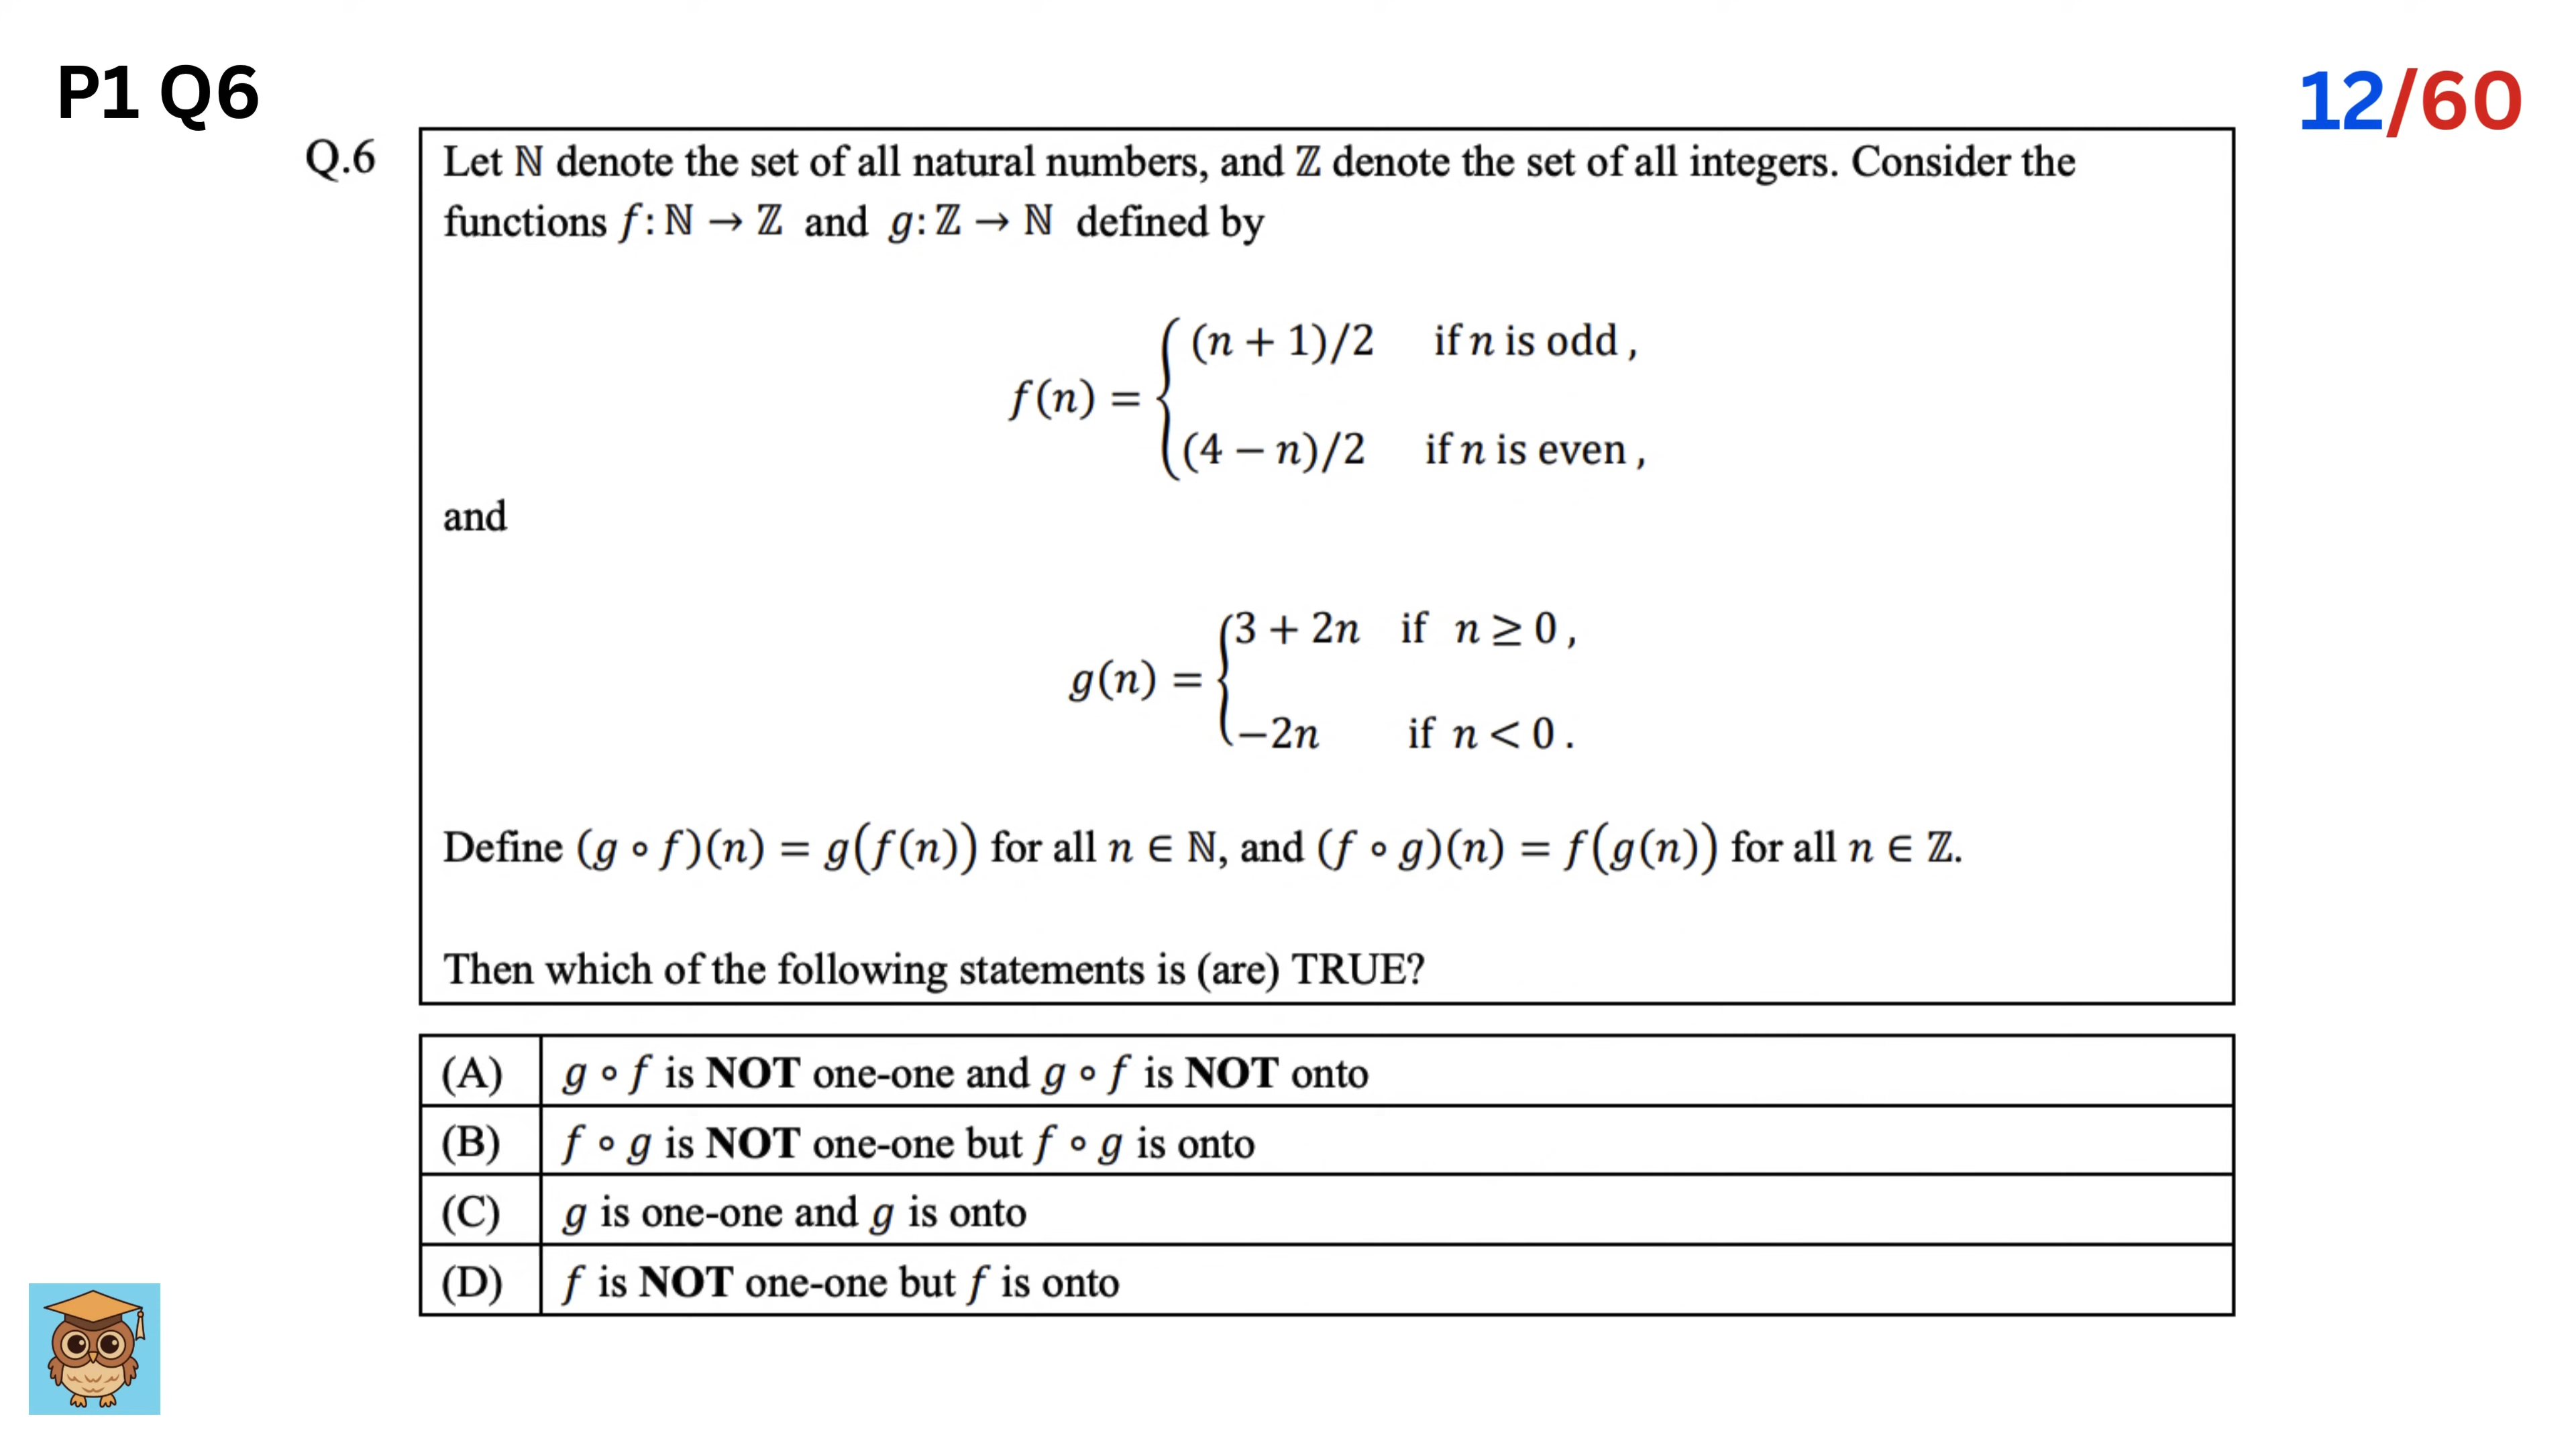 P1 Q6
12/60
Q.6
Let ℕ denote the set of all natural numbers, and ℤ denote the set of all integers. Consider the
functions f: ℕ → ℤ and g: ℤ → ℕ defined by
f(n) = { (n + 1)/2 if n is odd ,
(4 − n)/2 if n is even ,
and
g(n) = { 3 + 2n if n ≥ 0 ,
−2n if n < 0 .
Define (g ∘ f)(n) = g(f(n)) for all n ∈ ℕ, and (f ∘ g)(n) = f(g(n)) for all n ∈ ℤ.
Then which of the following statements is (are) TRUE?
(A) g ∘ f is NOT one-one and g ∘ f is NOT onto
(B) f ∘ g is NOT one-one but f ∘ g is onto
(C) g is one-one and g is onto
(D) f is NOT one-one but f is onto